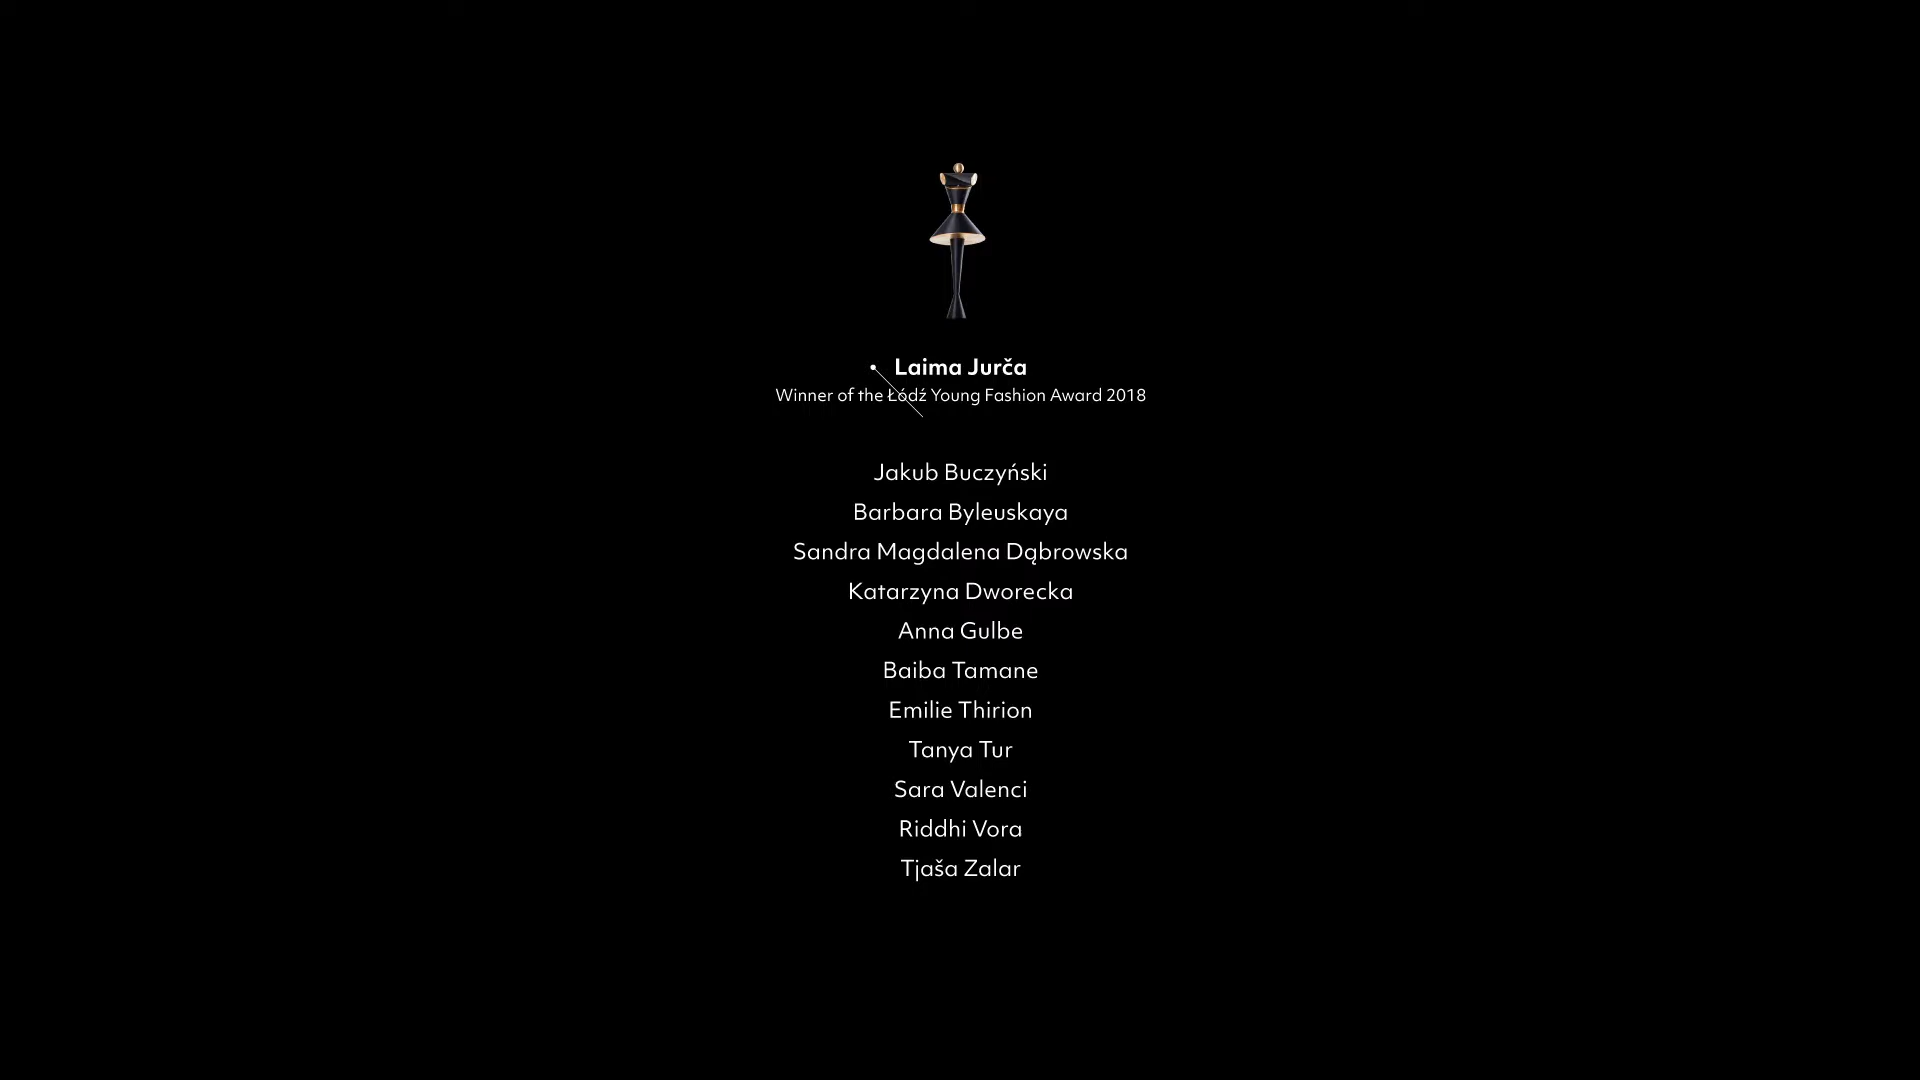 Laima Jurča
Winner of the Łódź Young Fashion Award 2018
Jakub Buczyński
Barbara Byleuskaya
Sandra Magdalena Dąbrowska
Katarzyna Dworecka
Anna Gulbe
Baiba Tamane
Emilie Thirion
Tanya Tur
Sara Valenci
Riddhi Vora
Tjaša Zalar